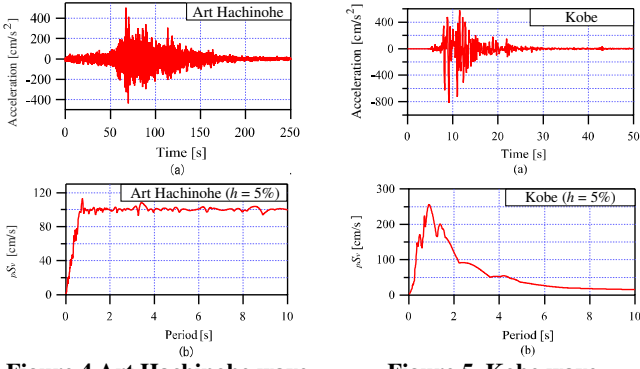 Art Hachinohe
Acceleration [cm/s²]
400
200
0
-200
-400
0 50 100 150 200 250
Time [s]
(a)
Kobe
Acceleration [cm/s²]
400
0
-400
-800
0 10 20 30 40 50
Time [s]
(a)
Art Hachinohe (h = 5%)
pSv [cm/s]
120
80
40
0
0 2 4 6 8 10
Period [s]
(b)
Kobe (h = 5%)
pSv [cm/s]
300
200
100
0
0 2 4 6 8 10
Period [s]
(b)
Figure 4 Art Hachinohe wave
Figure 5 Kobe wave